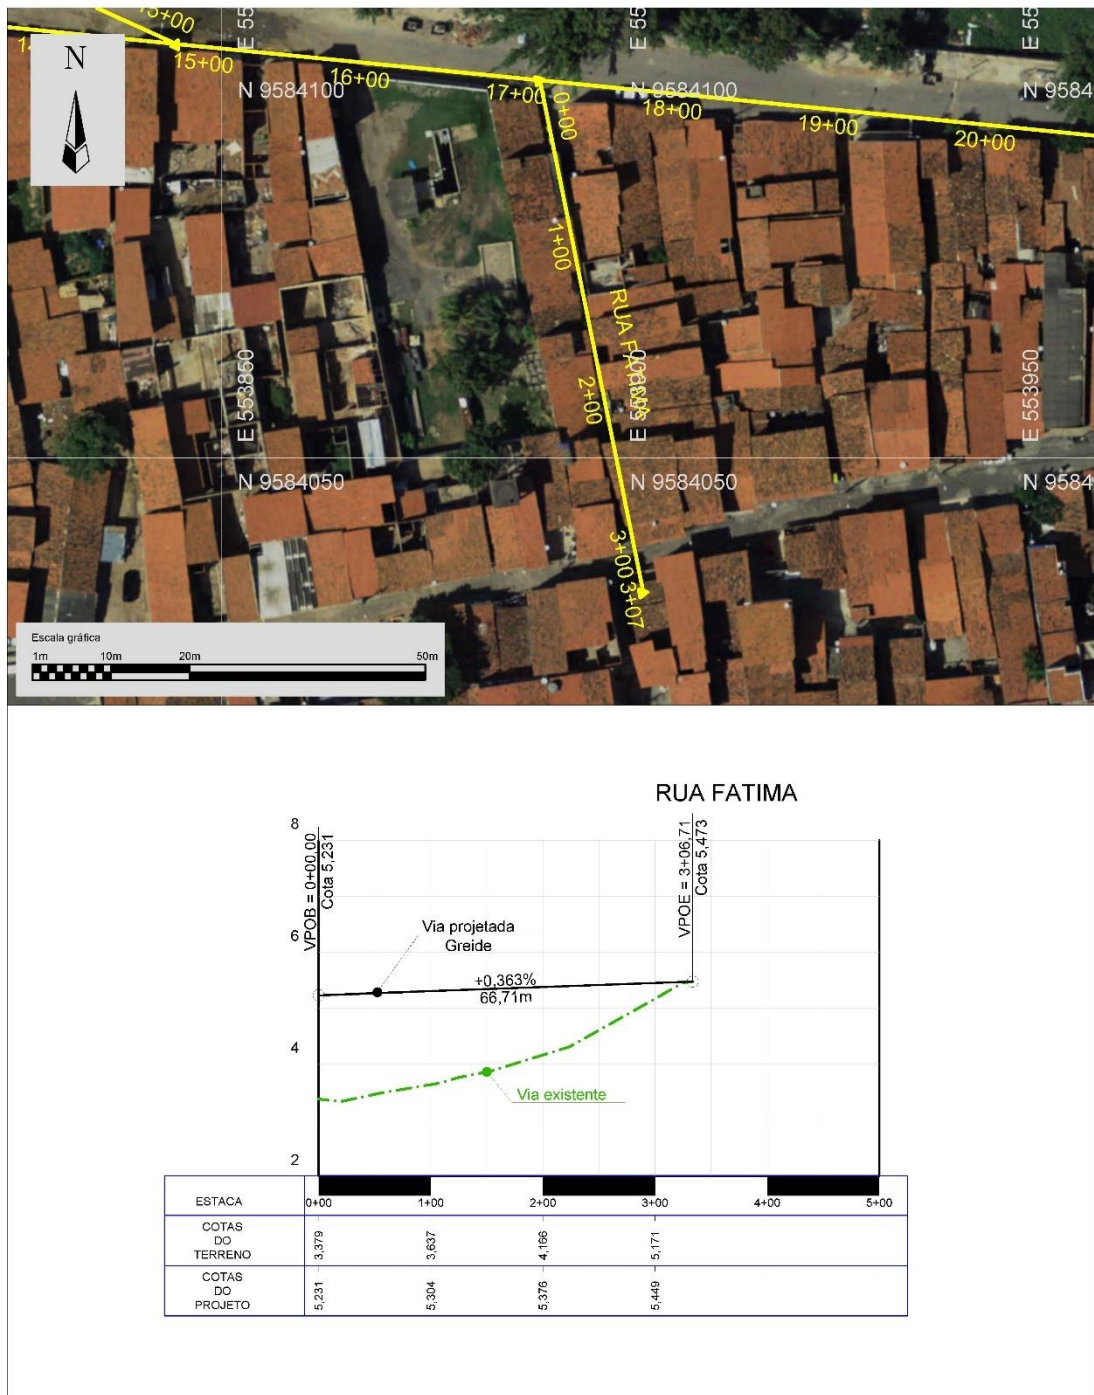 15+00
N
15+00
16+00
17+00
18+00
19+00
20+00
0+00
N 9584100
N 9584100
N 9584
E 55
E 55
E 55
1+00
RUA FATIMA
2+00
E 553850
E 553900
E 553950
N 9584050
N 9584050
N 9584
3+00
3+07
Escala gráfica
1m 10m 20m 50m
RUA FATIMA
8
6
4
2
VPOB = 0+00,00
Cota 5,231
VPOE = 3+06,71
Cota 5,473
Via projetada
Greide
+0,363%
66,71m
Via existente
ESTACA 0+00 1+00 2+00 3+00 4+00 5+00
COTAS
DO
TERRENO
3,379 3,637 4,166 5,171
COTAS
DO
PROJETO
5,231 5,304 5,376 5,449